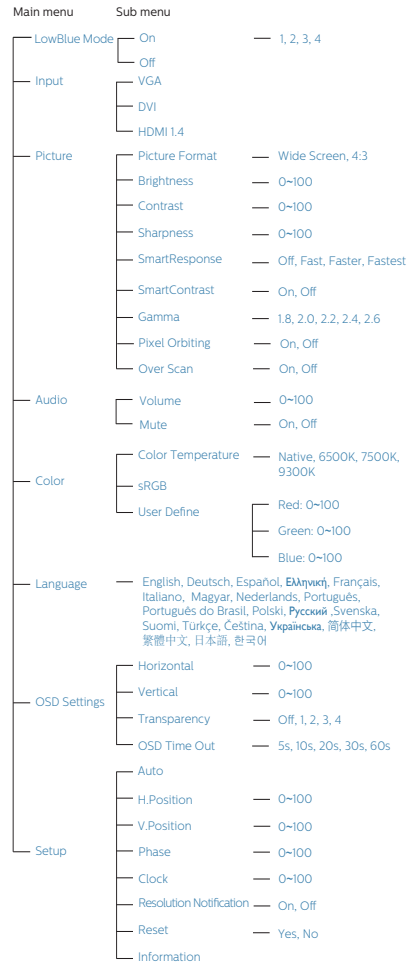 Main menu Sub menu
LowBlue Mode On 1, 2, 3, 4
Off
Input VGA
DVI
HDMI 1.4
Picture Picture Format Wide Screen, 4:3
Brightness 0~100
Contrast 0~100
Sharpness 0~100
SmartResponse Off, Fast, Faster, Fastest
SmartContrast On, Off
Gamma 1.8, 2.0, 2.2, 2.4, 2.6
Pixel Orbiting On, Off
Over Scan On, Off
Audio Volume 0~100
Mute On, Off
Color Temperature Native, 6500K, 7500K,
9300K
Color sRGB
User Define Red: 0~100
Green: 0~100
Blue: 0~100
Language English, Deutsch, Español, Ελληνική, Français,
Italiano, Magyar, Nederlands, Português,
Português do Brasil, Polski, Русский ,Svenska,
Suomi, Türkçe, Čeština, Українська, 简体中文,
繁體中文, 日本語, 한국어
Horizontal 0~100
Vertical 0~100
OSD Settings Transparency Off, 1, 2, 3, 4
OSD Time Out 5s, 10s, 20s, 30s, 60s
Auto
H.Position 0~100
V.Position 0~100
Setup Phase 0~100
Clock 0~100
Resolution Notification On, Off
Reset Yes, No
Information